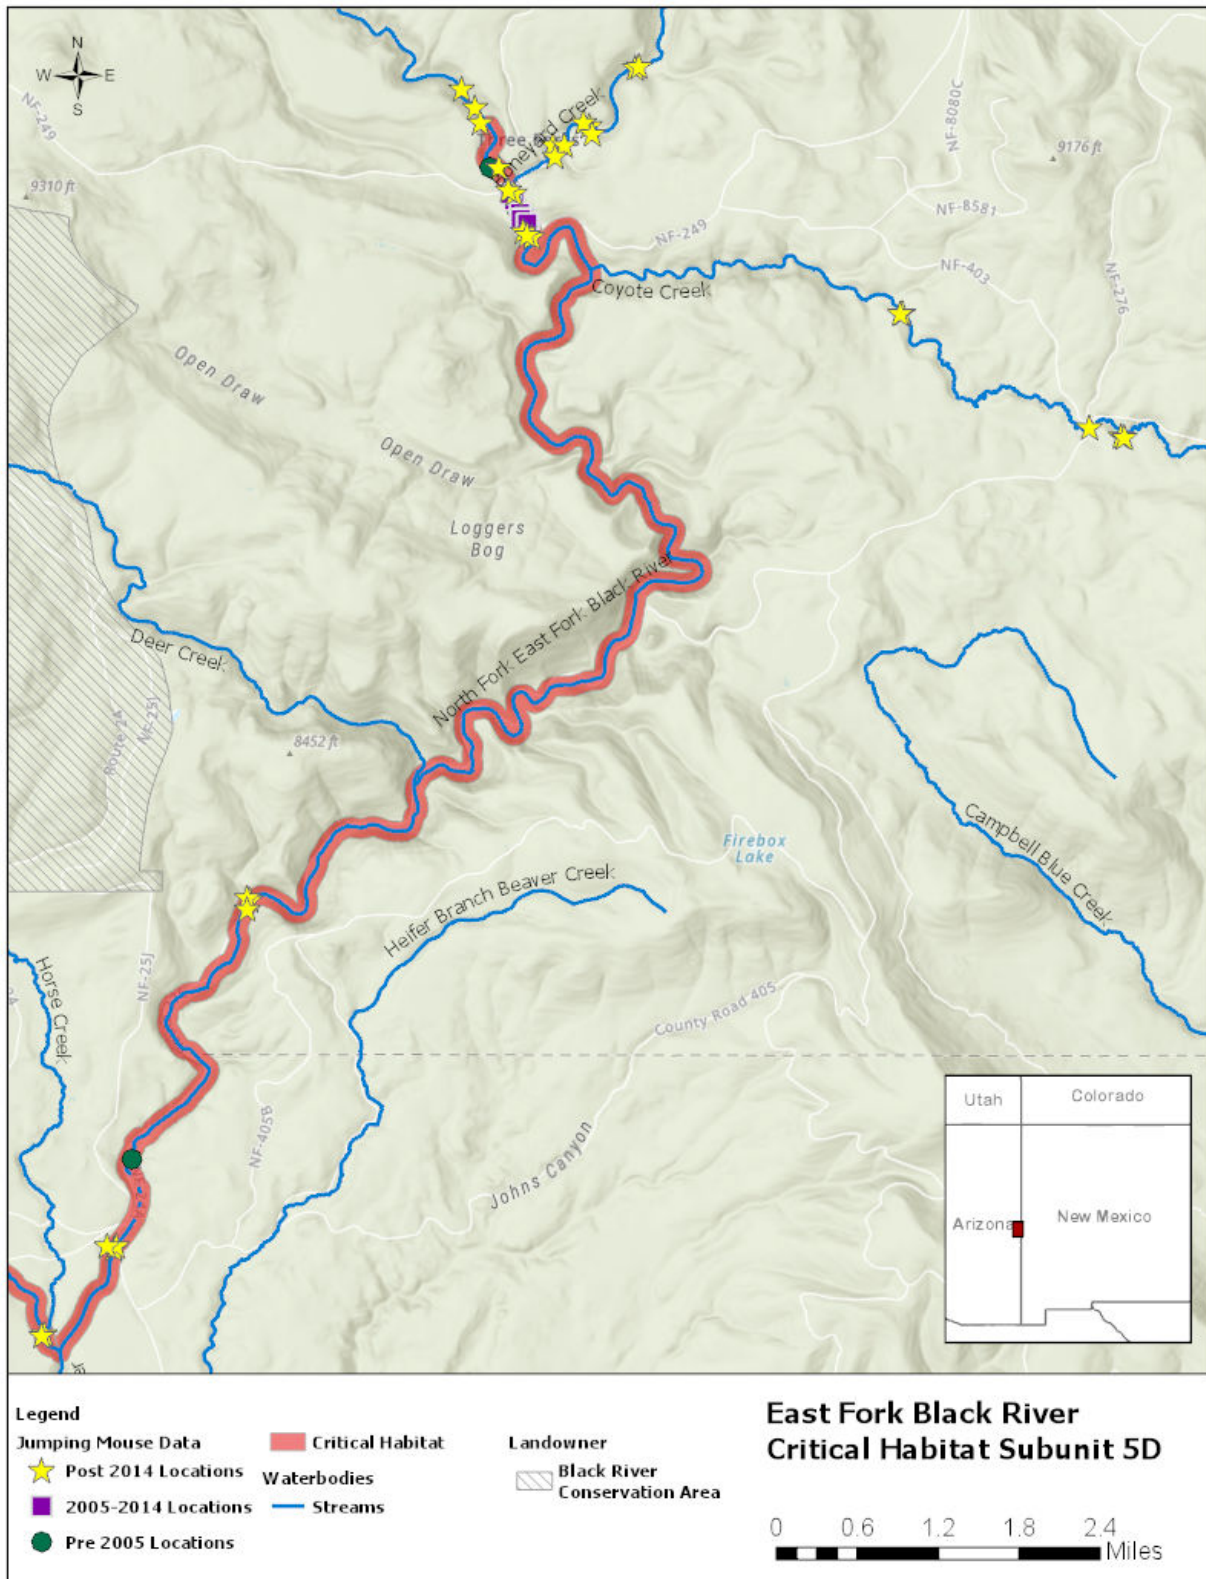 N
W E
S
NF-249
Boneyard Creek
NF-8080C
9176 ft
9310 ft
NF-8581
NF-249
NF-403
NF-276
Coyote Creek
Open Draw
Open Draw
Loggers
Bog
North Fork East Fork Black River
Deer Creek
Route 24
NF-25J
8452 ft
Firebox
Lake
Campbell Blue Creek
Heifer Branch Beaver Creek
Horse Creek
NF-25J
County Road 405
NF-405B
Johns Canyon
Utah
Colorado
Arizona
New Mexico
Legend
Jumping Mouse Data
Post 2014 Locations
2005-2014 Locations
Pre 2005 Locations
Critical Habitat
Waterbodies
Streams
Landowner
Black River
Conservation Area
East Fork Black River
Critical Habitat Subunit 5D
0 0.6 1.2 1.8 2.4
Miles